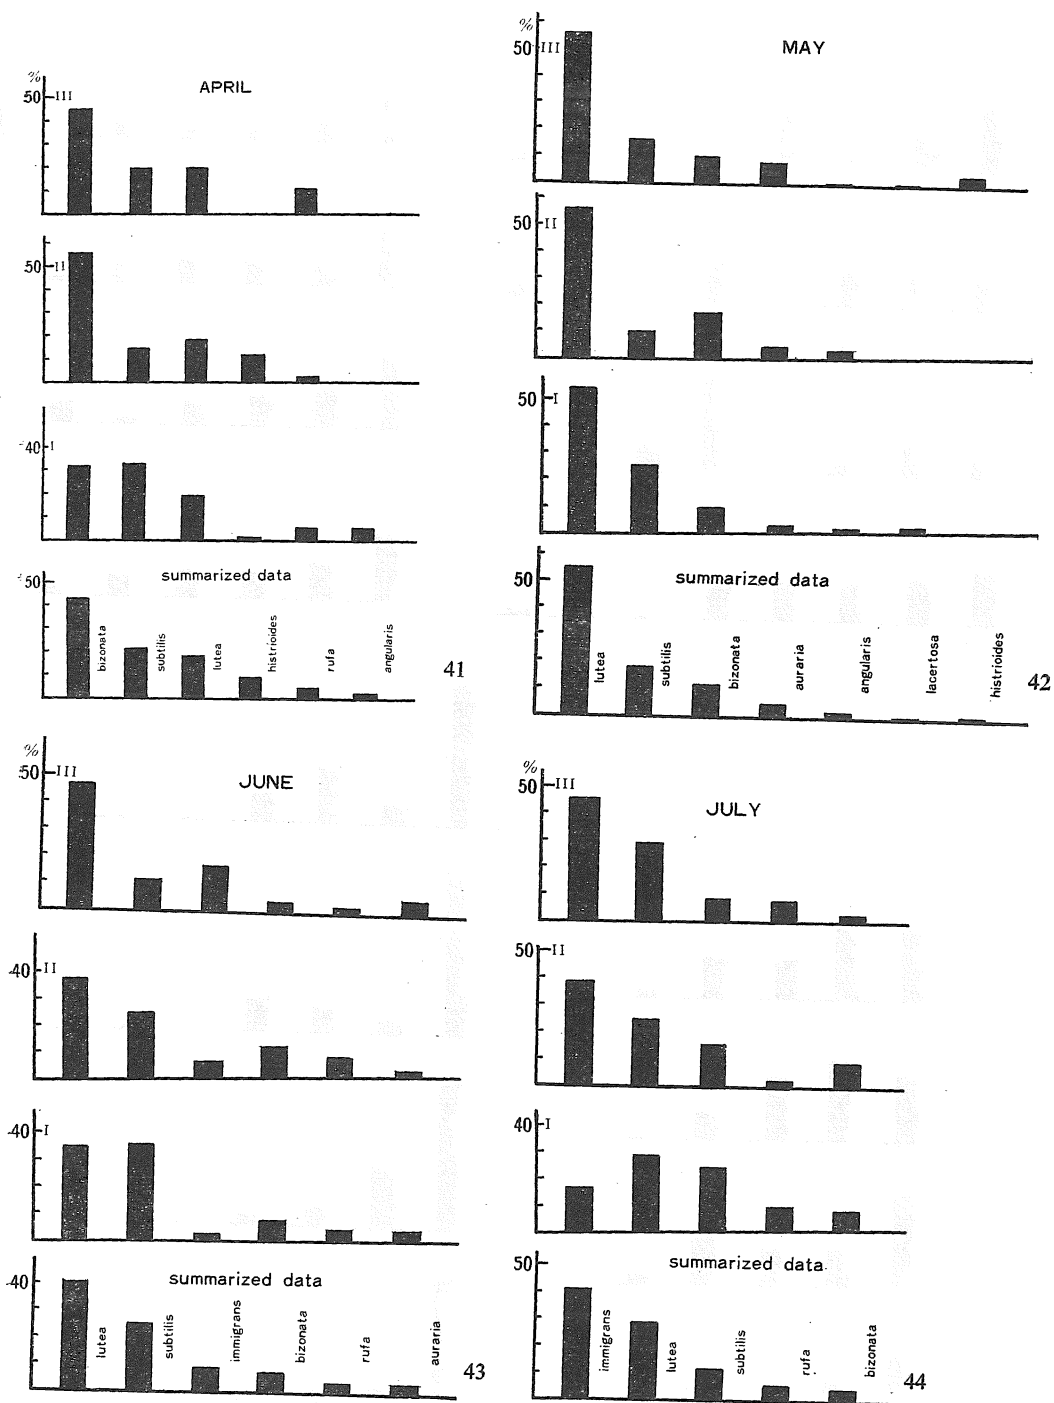 %
50 III
APRIL
50 II
40 I
50
summarized data
bizonata
subtilis
lutea
histrioides
rufa
angularis
41
%
50 III
MAY
50 II
50 I
50
summarized data
lutea
subtilis
bizonata
auraria
angularis
lacertosa
histrioides
42
%
50 III
JUNE
40 II
40 I
40
summarized data
lutea
subtilis
immigrans
bizonata
rufa
auraria
43
%
50 III
JULY
50 II
40 I
50
summarized data
immigrans
lutea
subtilis
rufa
bizonata
44